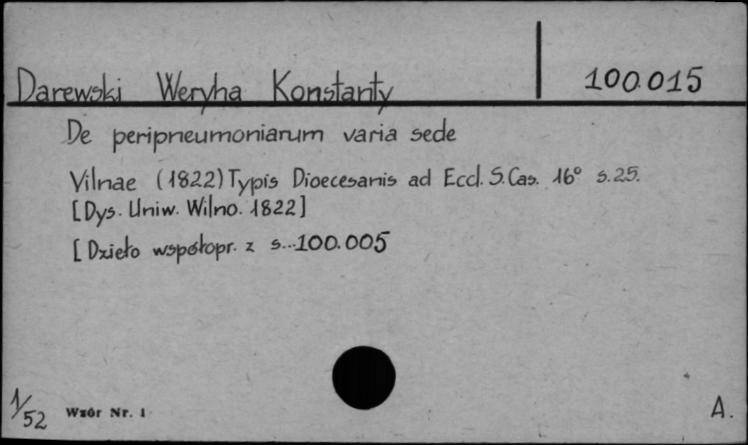 Darewski Weryha Konstanty 100.015
De peripneumoniarum varia sede
Vilnae (1822) Typis Dioecesanis ad Eccl. S. Cas. 16° s. 25.
[Dys. Uniw. Wilno. 1822]
[Dzieło współopr. z s... 100.005
1/52 Wzór Nr. 1 A.